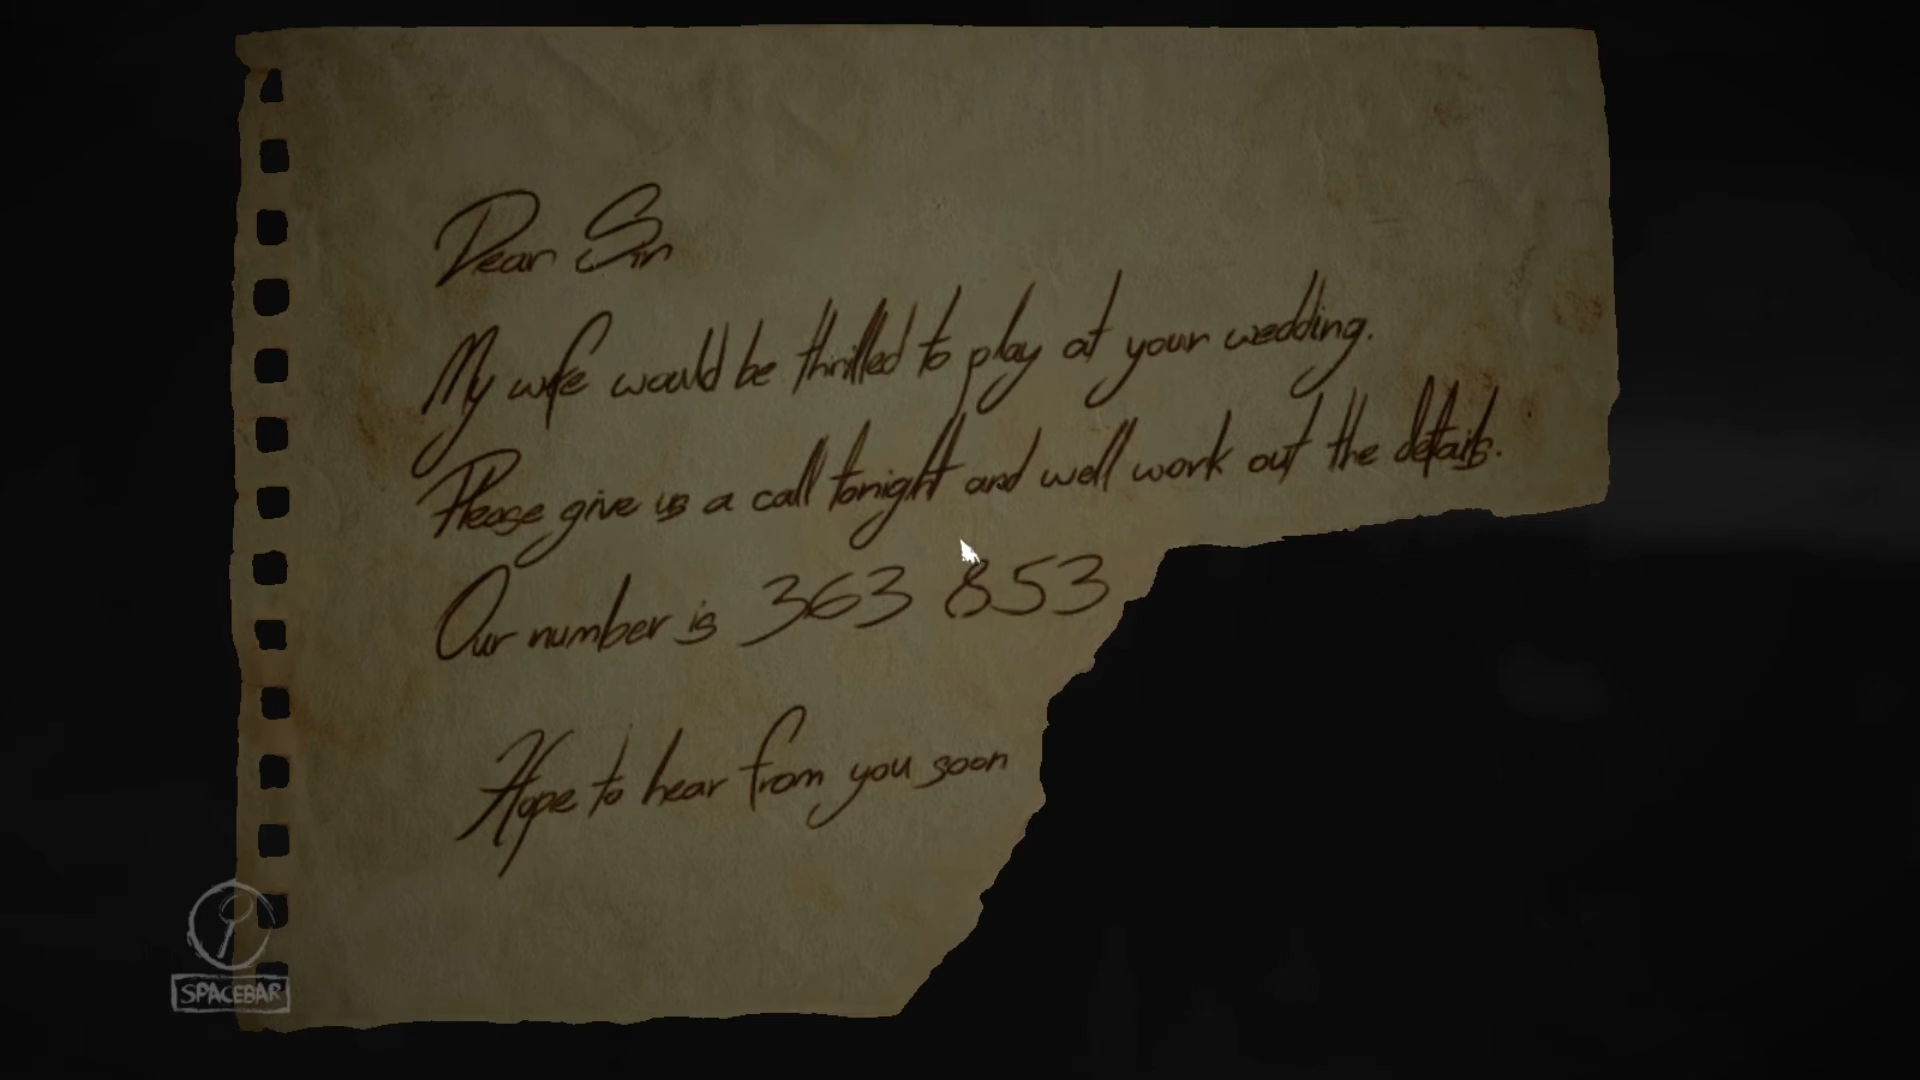 Dear Sir
My wife would be thrilled to play at your wedding.
Please give us a call tonight and well work out the details.
Our number is 363 853
Hope to hear from you soon
SPACEBAR